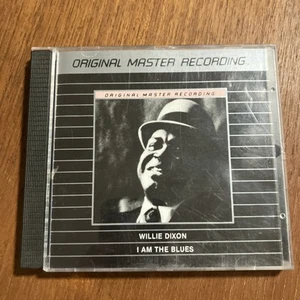 ORIGINAL MASTER RECORDING
ORIGINAL MASTER RECORDING
WILLIE DIXON
I AM THE BLUES